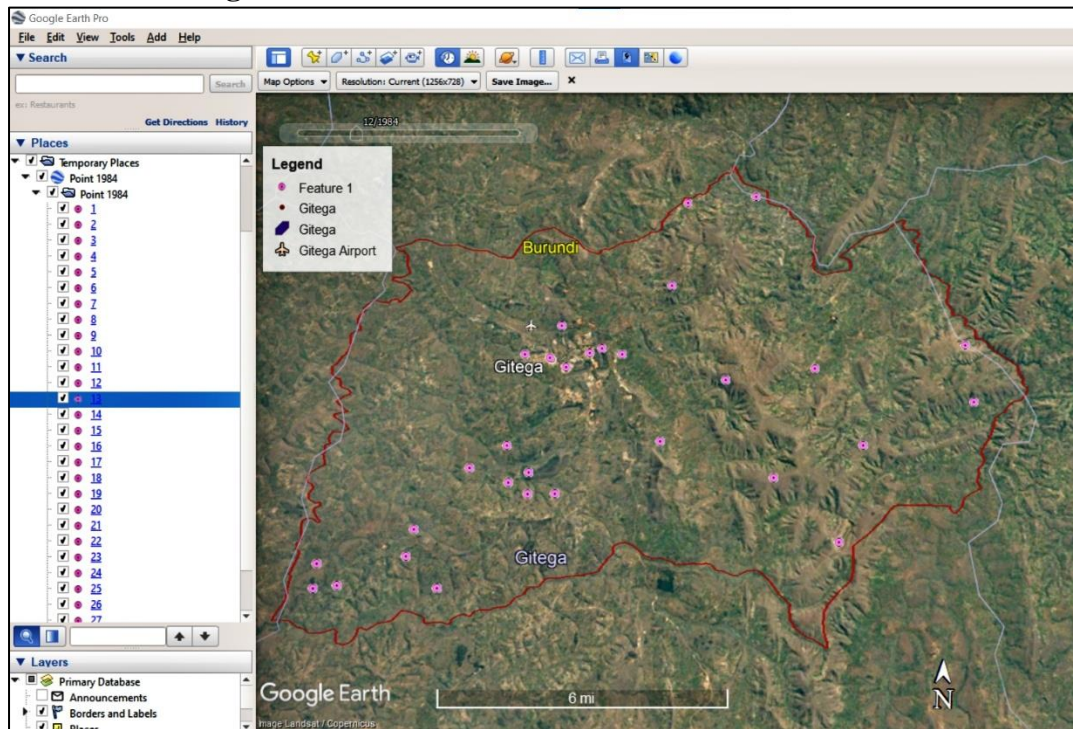 Google Earth Pro
File Edit View Tools Add Help
▼ Search
Search
ex: Restaurants
Get Directions History
▼ Places
Temporary Places
Point 1984
Point 1984
1
2
3
4
5
6
7
8
9
10
11
12
13
14
15
16
17
18
19
20
21
22
23
24
25
26
27
▼ Layers
Primary Database
Announcements
Borders and Labels
Places
Map Options ▼ Resolution: Current (1256x728) ▼ Save Image... ×
12/1984
Legend
Feature 1
Gitega
Gitega
Gitega Airport
Burundi
Gitega
Gitega
Google Earth
6 mi
N
Image Landsat / Copernicus